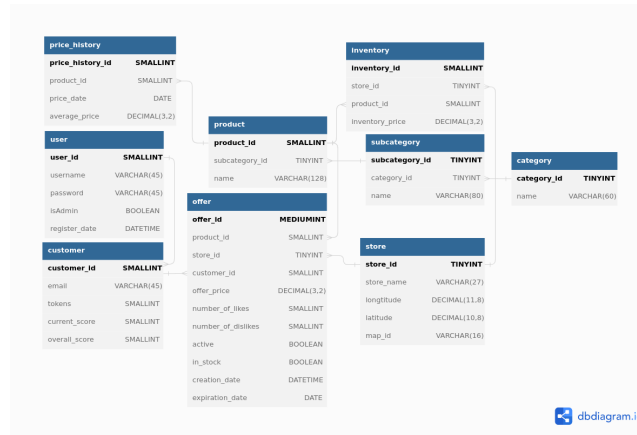 price_history
price_history_id SMALLINT
product_id SMALLINT
price_date DATE
average_price DECIMAL(3,2)
user
user_id SMALLINT
username VARCHAR(45)
password VARCHAR(45)
isAdmin BOOLEAN
register_date DATETIME
customer
customer_id SMALLINT
email VARCHAR(45)
tokens SMALLINT
current_score SMALLINT
overall_score SMALLINT
product
product_id SMALLINT
subcategory_id TINYINT
name VARCHAR(128)
offer
offer_id MEDIUMINT
product_id SMALLINT
store_id TINYINT
customer_id SMALLINT
offer_price DECIMAL(3,2)
number_of_likes SMALLINT
number_of_dislikes SMALLINT
active BOOLEAN
in_stock BOOLEAN
creation_date DATETIME
expiration_date DATE
inventory
inventory_id SMALLINT
store_id TINYINT
product_id SMALLINT
inventory_price DECIMAL(3,2)
subcategory
subcategory_id TINYINT
category_id TINYINT
name VARCHAR(80)
store
store_id TINYINT
store_name VARCHAR(27)
longtitude DECIMAL(11,8)
latitude DECIMAL(10,8)
map_id VARCHAR(16)
category
category_id TINYINT
name VARCHAR(60)
dbdiagram.i